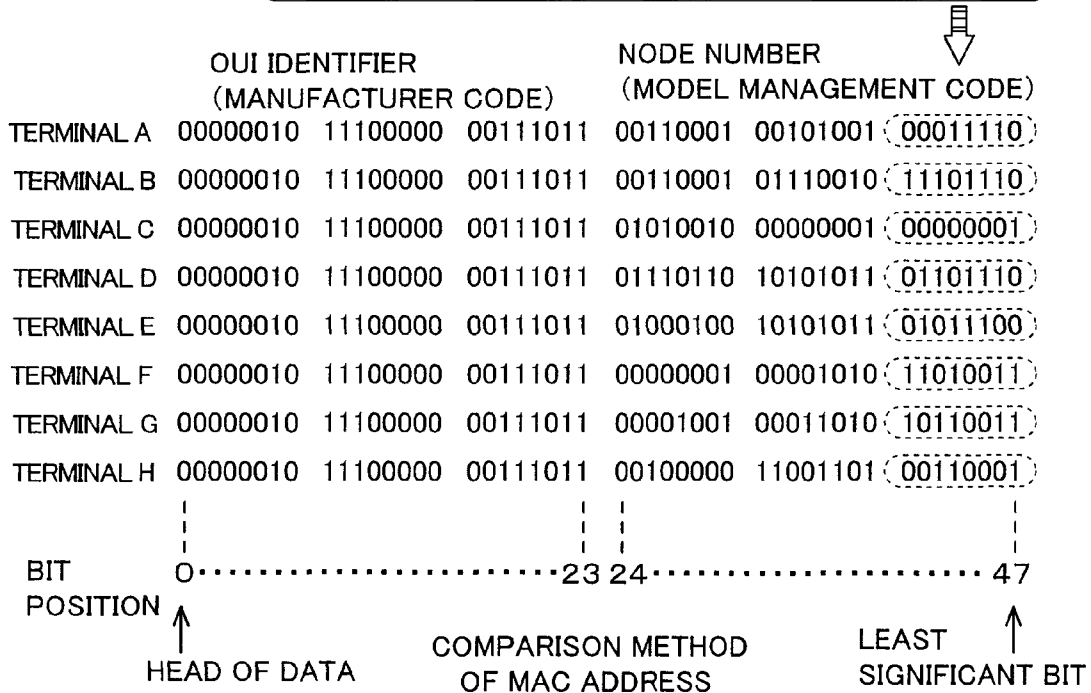 OUI IDENTIFIER
(MANUFACTURER CODE)
NODE NUMBER
(MODEL MANAGEMENT CODE)
TERMINAL A 00000010 11100000 00111011 00110001 00101001 00011110
TERMINAL B 00000010 11100000 00111011 00110001 01110010 11101110
TERMINAL C 00000010 11100000 00111011 01010010 00000001 00000001
TERMINAL D 00000010 11100000 00111011 01110110 10101011 01101110
TERMINAL E 00000010 11100000 00111011 01000100 10101011 01011100
TERMINAL F 00000010 11100000 00111011 00000001 00001010 11010011
TERMINAL G 00000010 11100000 00111011 00001001 00011010 10110011
TERMINAL H 00000010 11100000 00111011 00100000 11001101 00110001
BIT
POSITION
0 23 24 47
HEAD OF DATA
COMPARISON METHOD
OF MAC ADDRESS
LEAST
SIGNIFICANT BIT